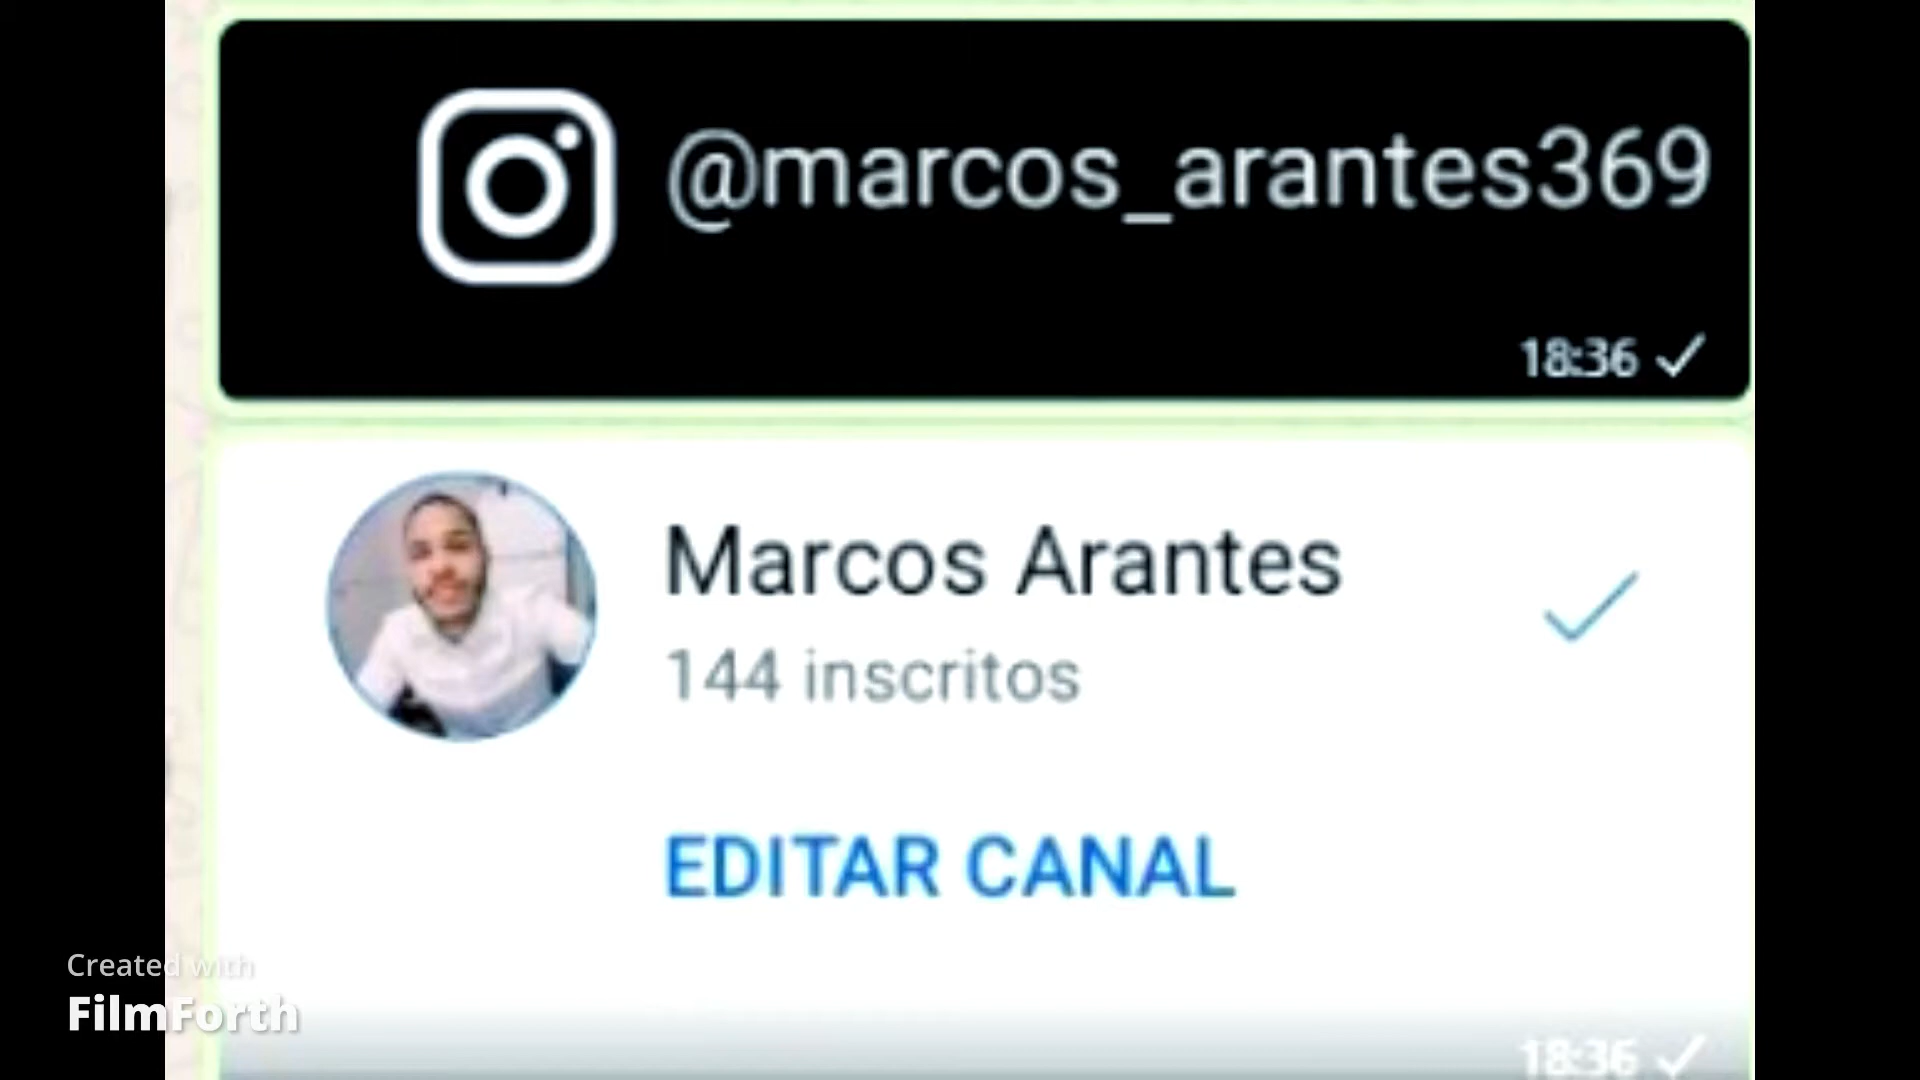 @marcos_arantes369
18:36
Marcos Arantes
144 inscritos
EDITAR CANAL
Created with
FilmForth
18:36